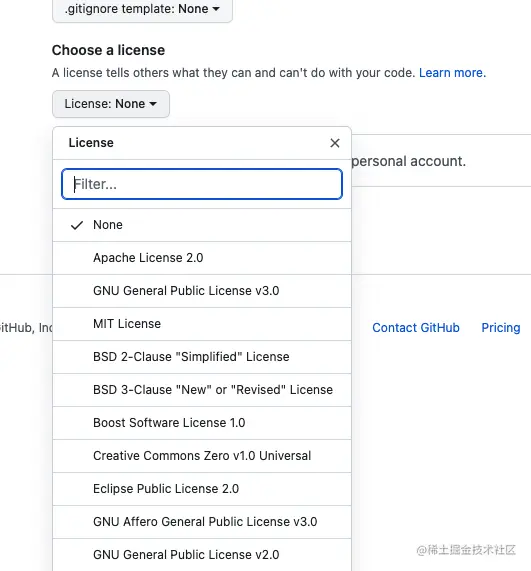 .gitignore template: None
Choose a license
A license tells others what they can and can't do with your code. Learn more.
License: None
License
personal account.
Filter...
None
Apache License 2.0
GNU General Public License v3.0
MIT License
itHub, Inc Contact GitHub Pricing
BSD 2-Clause "Simplified" License
BSD 3-Clause "New" or "Revised" License
Boost Software License 1.0
Creative Commons Zero v1.0 Universal
Eclipse Public License 2.0
GNU Affero General Public License v3.0
GNU General Public License v2.0
@稀土掘金技术社区